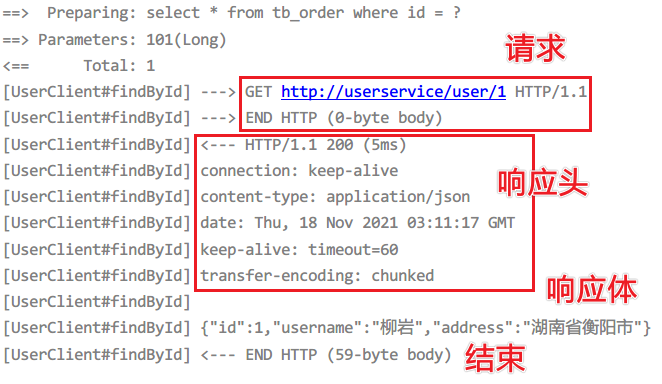 ==>  Preparing: select * from tb_order where id = ?
==> Parameters: 101(Long)
<==      Total: 1
请求
[UserClient#findById] ---> GET http://userservice/user/1 HTTP/1.1
[UserClient#findById] ---> END HTTP (0-byte body)
[UserClient#findById] <--- HTTP/1.1 200 (5ms)
[UserClient#findById] connection: keep-alive
[UserClient#findById] content-type: application/json
响应头
[UserClient#findById] date: Thu, 18 Nov 2021 03:11:17 GMT
[UserClient#findById] keep-alive: timeout=60
[UserClient#findById] transfer-encoding: chunked
响应体
[UserClient#findById]
[UserClient#findById] {"id":1,"username":"柳岩","address":"湖南省衡阳市"}
[UserClient#findById] <--- END HTTP (59-byte body)
结束